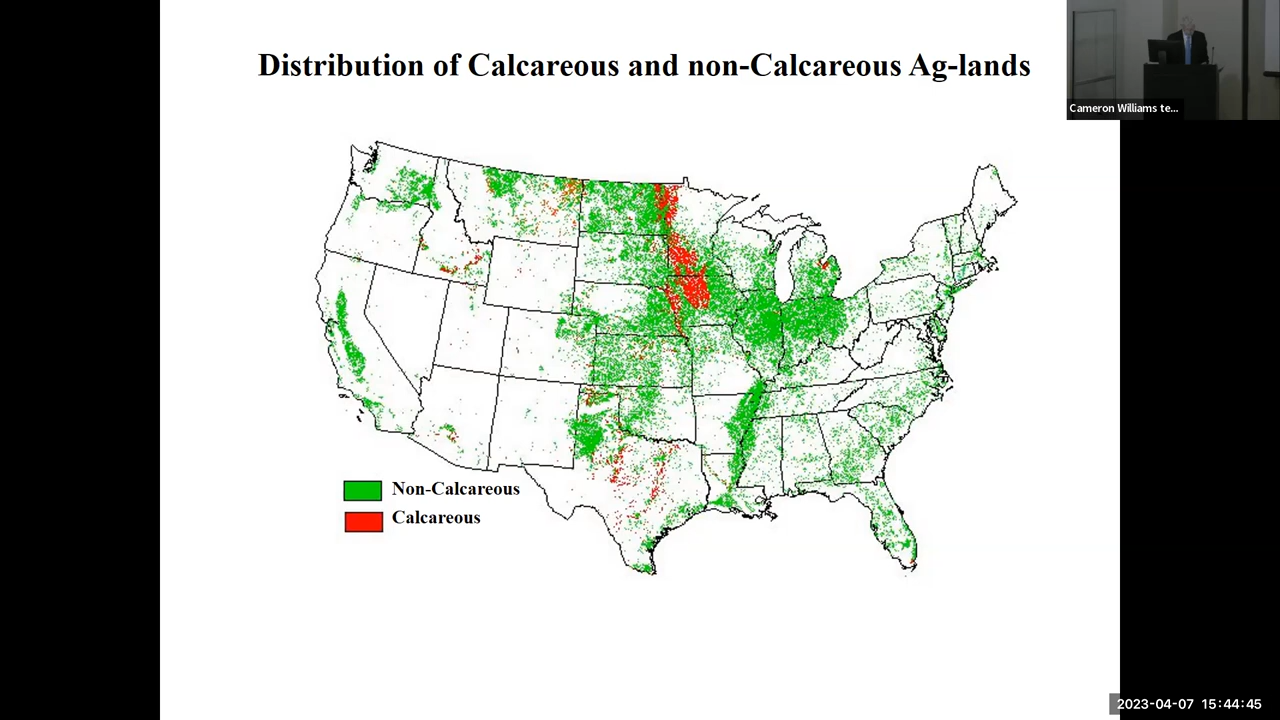 Distribution of Calcareous and non-Calcareous Ag-lands
Cameron Williams te...
Non-Calcareous
Calcareous
2023-04-07 15:44:45